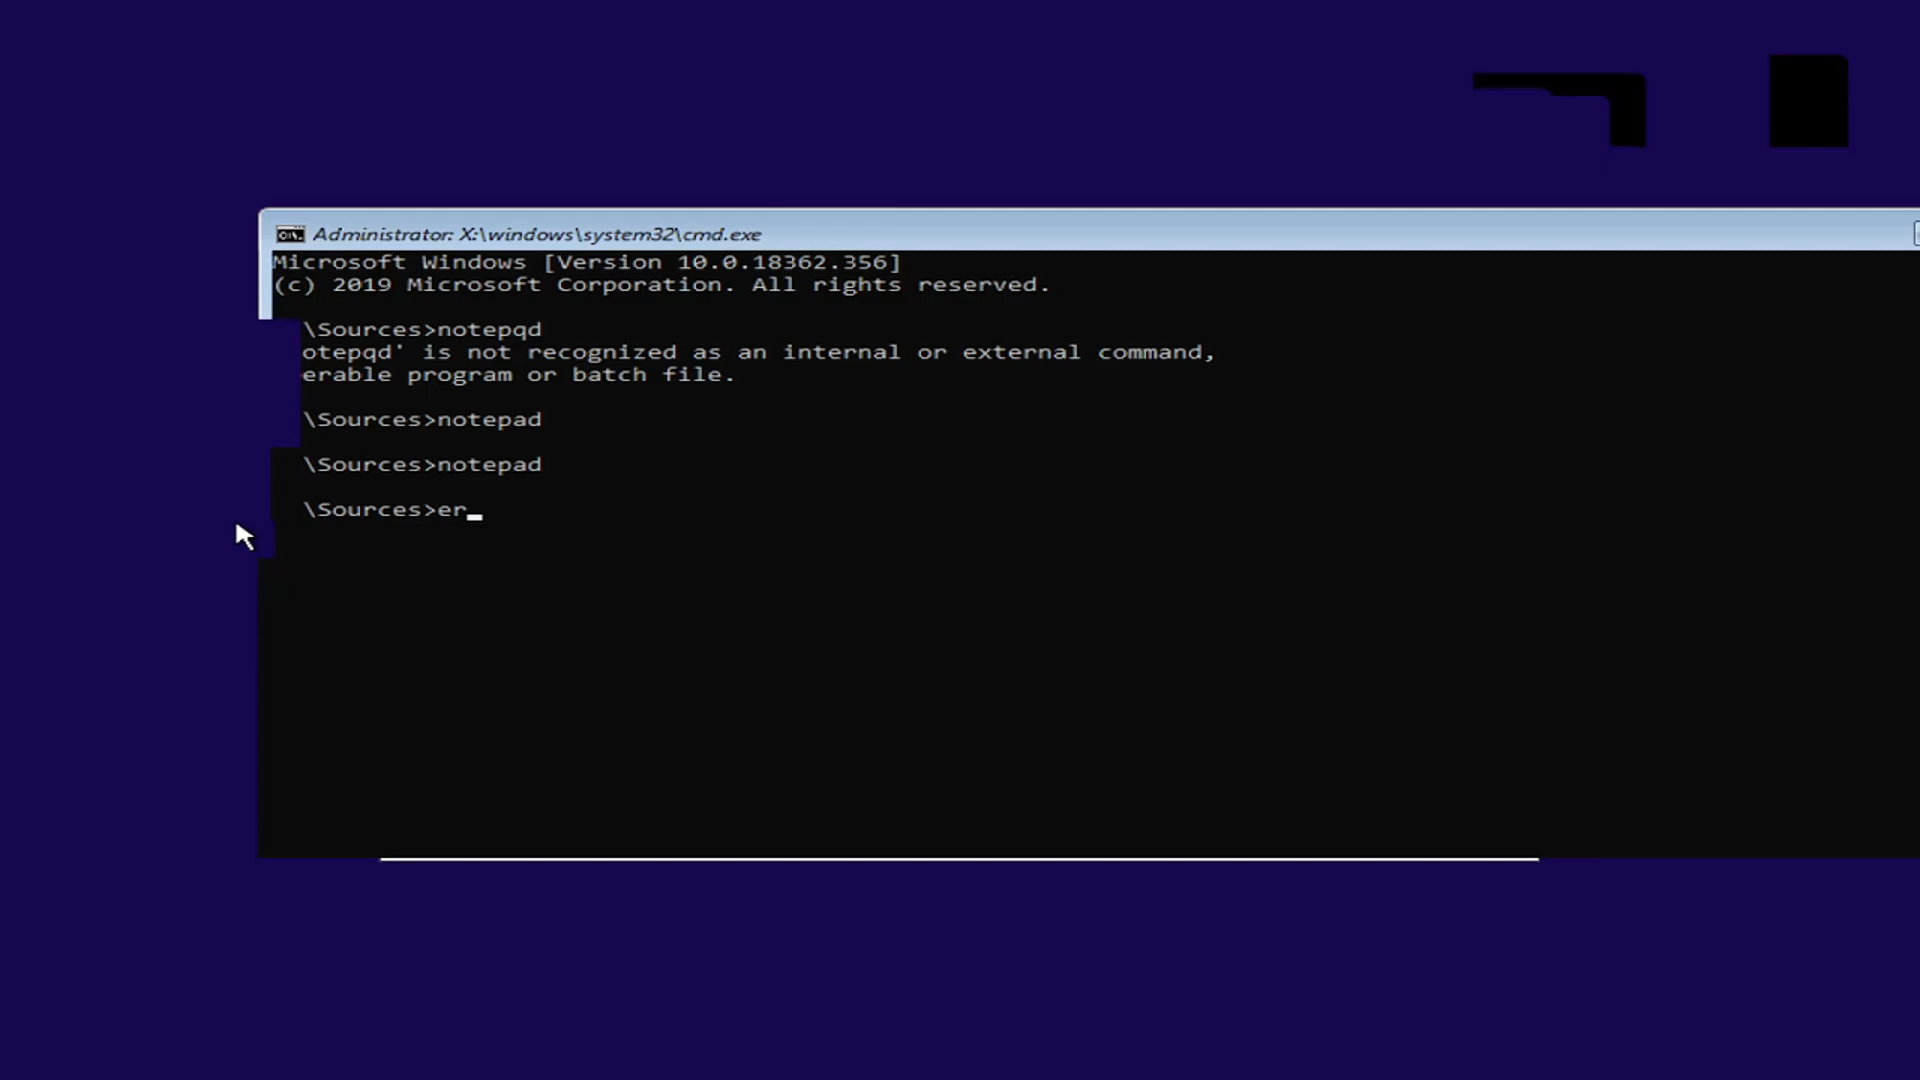 Administrator: X:\windows\system32\cmd.exe
Microsoft Windows [Version 10.0.18362.356]
(c) 2019 Microsoft Corporation. All rights reserved.
\Sources>notepqd
otepqd' is not recognized as an internal or external command,
erable program or batch file.
\Sources>notepad
\Sources>notepad
\Sources>er_